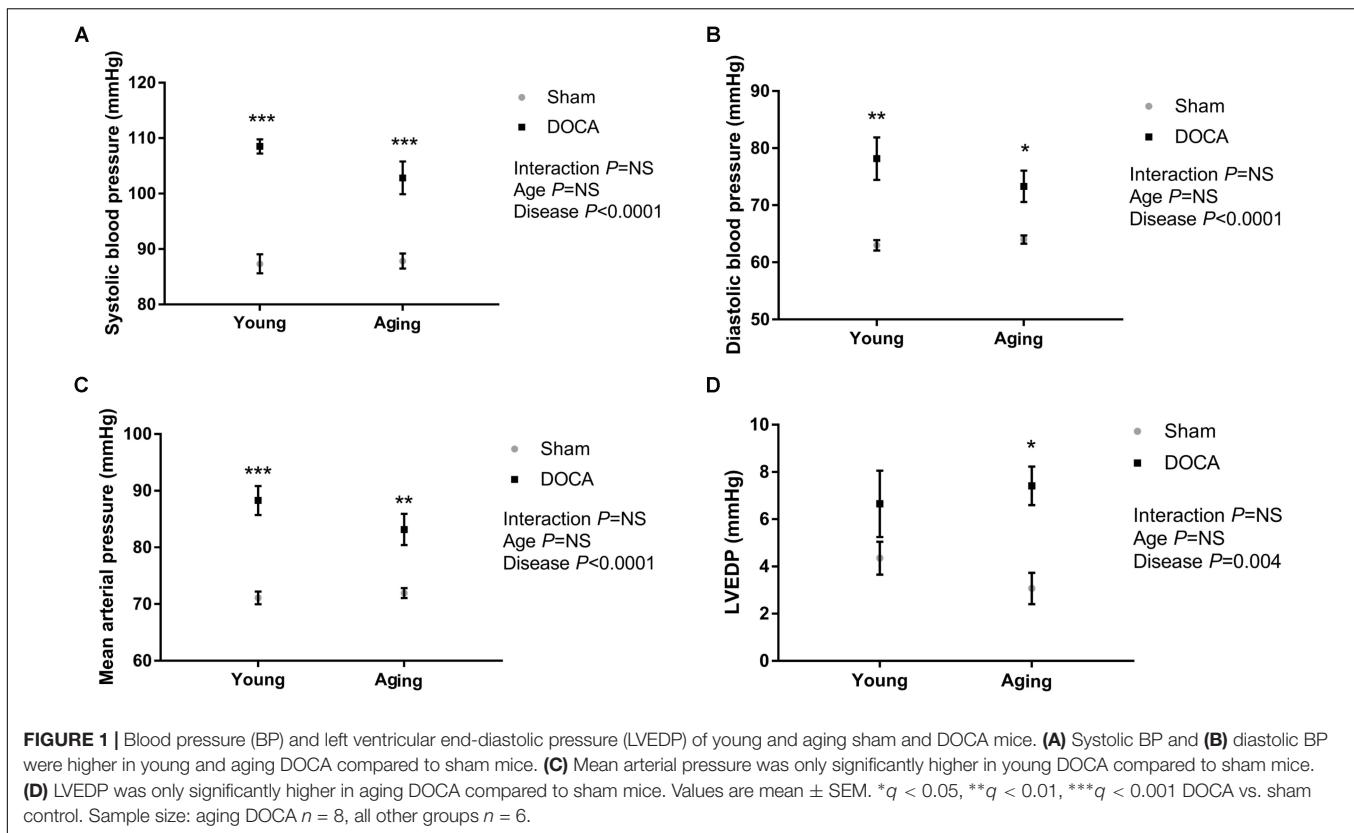 A
Systolic blood pressure (mmHg)
120
110
100
90
80
***
***
Young
Aging
Sham
DOCA
Interaction P=NS
Age P=NS
Disease P<0.0001
B
Diastolic blood pressure (mmHg)
90
80
70
60
50
**
*
Young
Aging
Sham
DOCA
Interaction P=NS
Age P=NS
Disease P<0.0001
C
Mean arterial pressure (mmHg)
100
90
80
70
60
***
**
Young
Aging
Sham
DOCA
Interaction P=NS
Age P=NS
Disease P<0.0001
D
LVEDP (mmHg)
10
8
6
4
2
0
*
Young
Aging
Sham
DOCA
Interaction P=NS
Age P=NS
Disease P=0.004
FIGURE 1 | Blood pressure (BP) and left ventricular end-diastolic pressure (LVEDP) of young and aging sham and DOCA mice. (A) Systolic BP and (B) diastolic BP
were higher in young and aging DOCA compared to sham mice. (C) Mean arterial pressure was only significantly higher in young DOCA compared to sham mice.
(D) LVEDP was only significantly higher in aging DOCA compared to sham mice. Values are mean ± SEM. *q < 0.05, **q < 0.01, ***q < 0.001 DOCA vs. sham
control. Sample size: aging DOCA n = 8, all other groups n = 6.